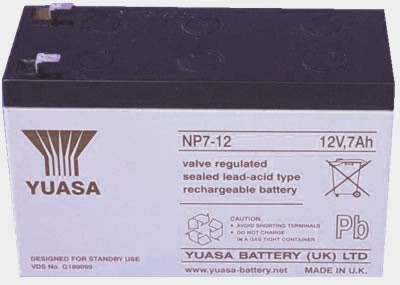 NP7-12 12V,7Ah
valve regulated
sealed lead-acid type
rechargeable battery
YUASA
CAUTION.
• AVOID SHORTING TERMINALS
• DO NOT CHARGE
IN A GAS TIGHT CONTAINER
Pb
DESIGNED FOR STANDBY USE
VDS No. G189099
YUASA BATTERY (UK) LTD
www.yuasa-battery.net MADE IN U.K.